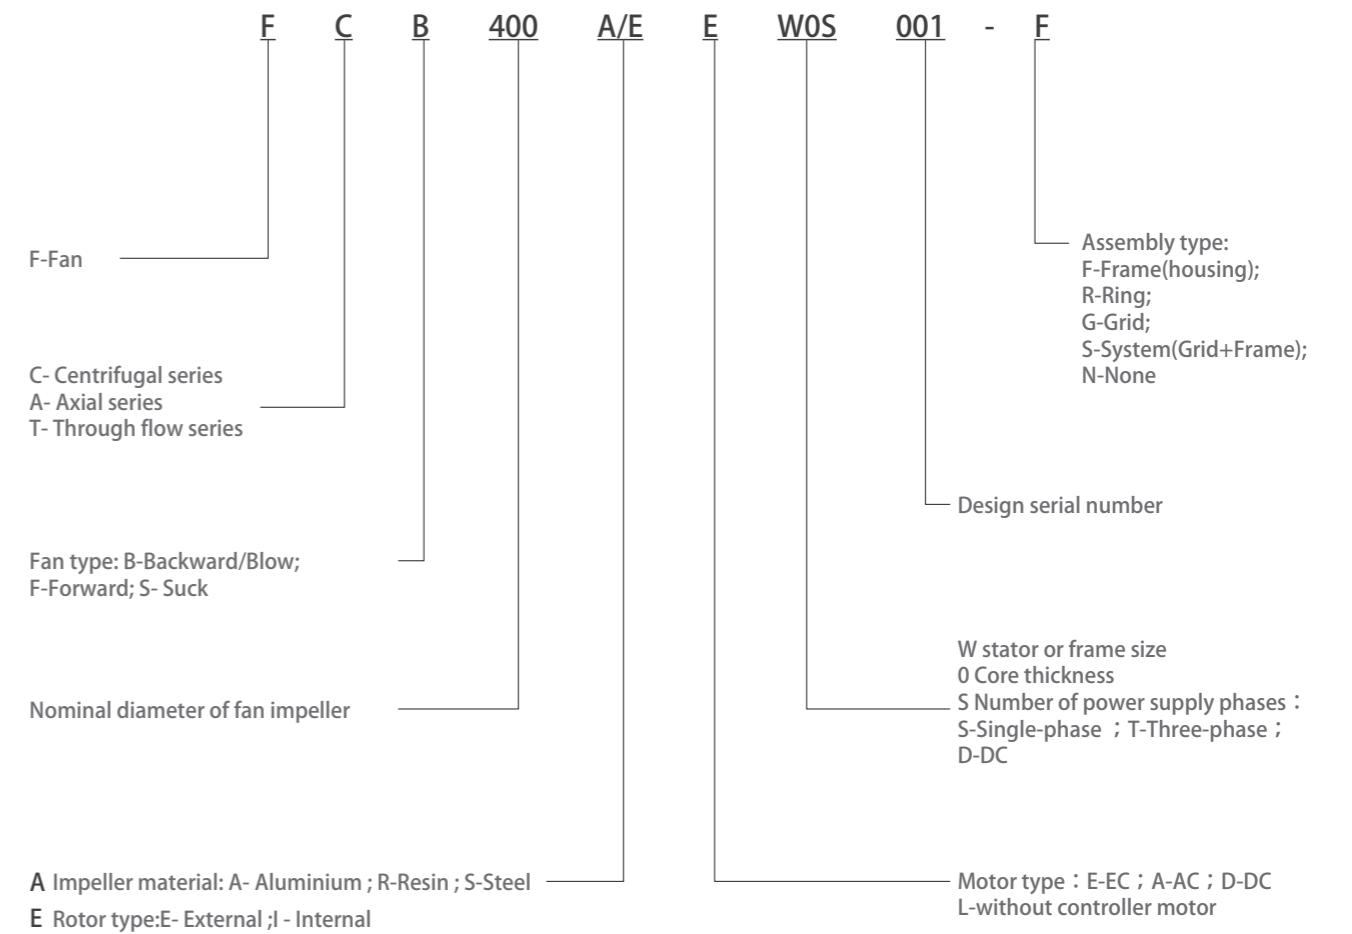 F C B 400 A/E E W0S 001 - F
F-Fan
C- Centrifugal series
A- Axial series
T- Through flow series
Fan type: B-Backward/Blow;
F-Forward; S- Suck
Nominal diameter of fan impeller
A Impeller material: A- Aluminium ; R-Resin ; S-Steel
E Rotor type:E- External ;I - Internal
Assembly type:
F-Frame(housing);
R-Ring;
G-Grid;
S-System(Grid+Frame);
N-None
Design serial number
W stator or frame size
0 Core thickness
S Number of power supply phases：
S-Single-phase ；T-Three-phase；
D-DC
Motor type：E-EC；A-AC；D-DC
L-without controller motor